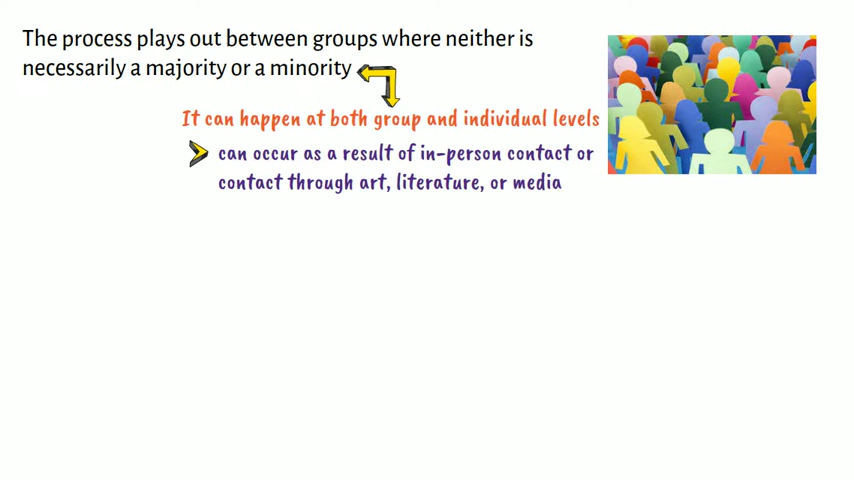 The process plays out between groups where neither is
necessarily a majority or a minority
It can happen at both group and individual levels
can occur as a result of in-person contact or
contact through art, literature, or media